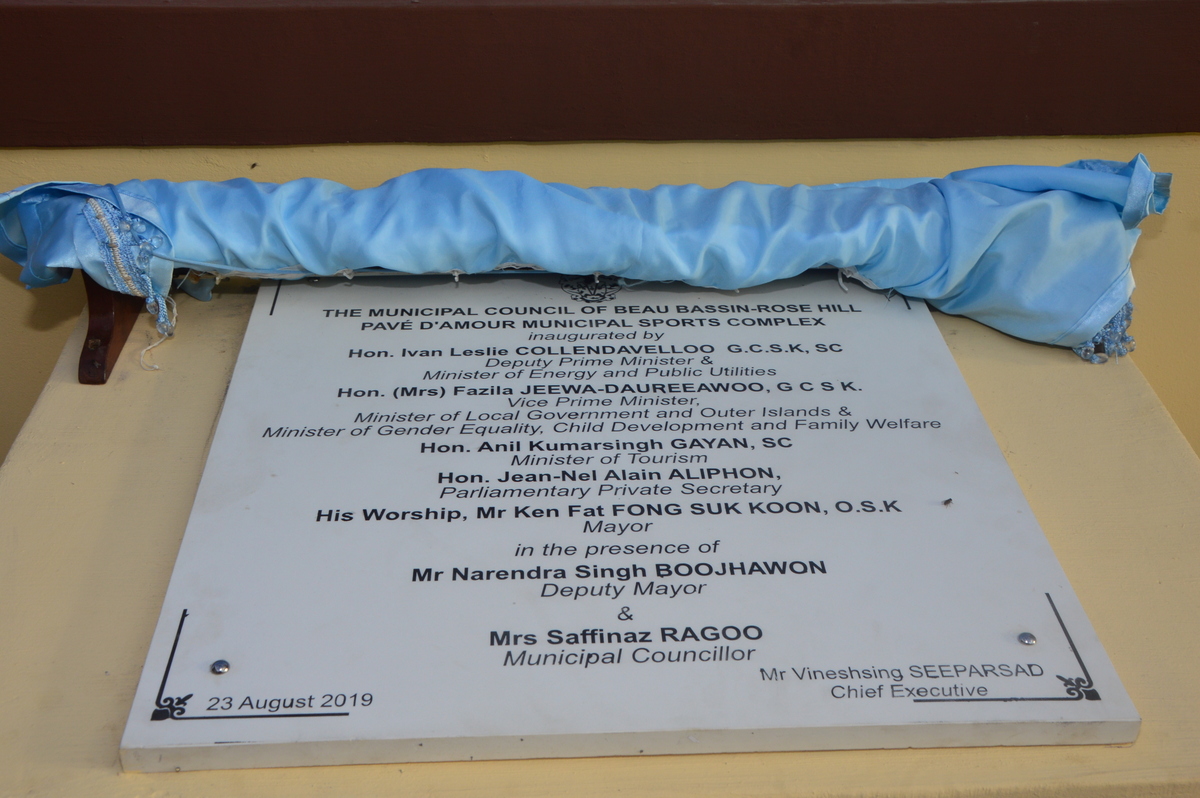 THE MUNICIPAL COUNCIL OF BEAU BASSIN-ROSE HILL
PAVÉ D'AMOUR MUNICIPAL SPORTS COMPLEX
inaugurated by
Hon. Ivan Leslie COLLENDAVELLOO G.C.S.K, SC
Deputy Prime Minister &
Minister of Energy and Public Utilities
Hon. (Mrs) Fazila JEEWA-DAUREEAWOO, G C S K.
Vice Prime Minister,
Minister of Local Government and Outer Islands &
Minister of Gender Equality, Child Development and Family Welfare
Hon. Anil Kumarsingh GAYAN, SC
Minister of Tourism
Hon. Jean-Nel Alain ALIPHON,
Parliamentary Private Secretary
His Worship, Mr Ken Fat FONG SUK KOON, O.S.K
Mayor
in the presence of
Mr Narendra Singh BOOJHAWON
Deputy Mayor
&
Mrs Saffinaz RAGOO
Municipal Councillor
Mr Vineshsing SEEPARSAD
Chief Executive
23 August 2019